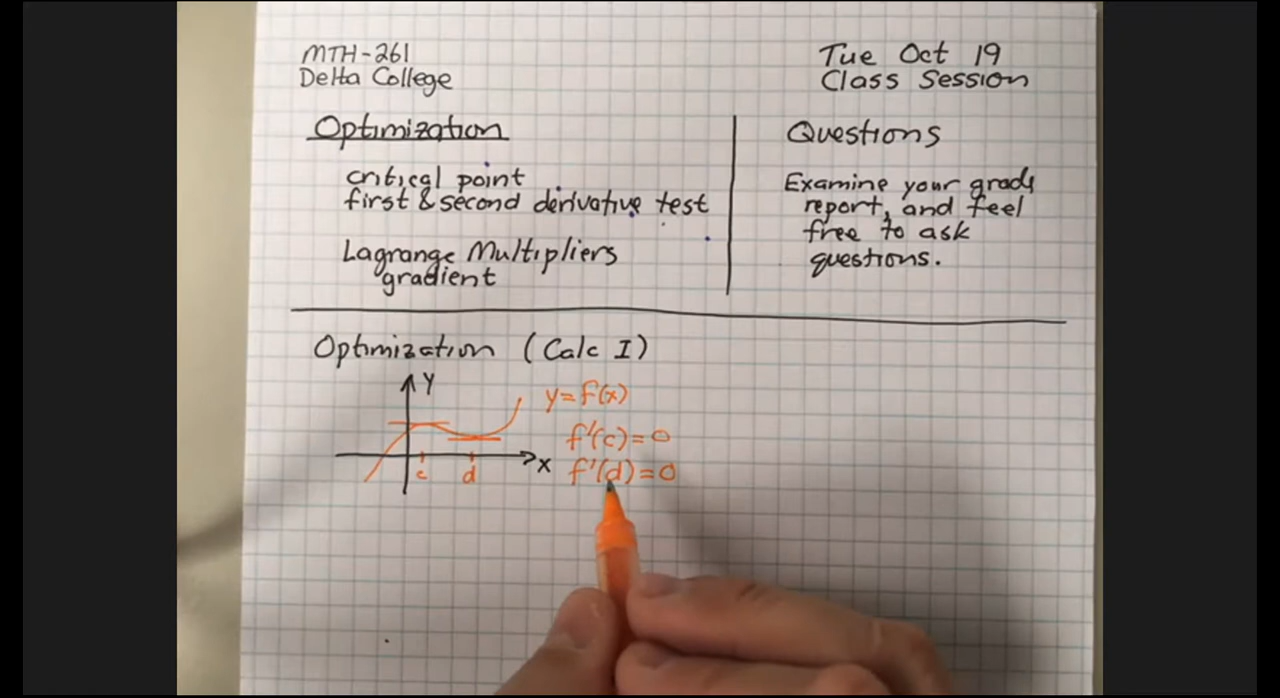 MTH-261
Delta College
Tue Oct 19
Class Session
Optimization
critical point
first & second derivative test
Lagrange Multipliers
gradient
Questions
Examine your grade
report, and feel
free to ask
questions.
Optimization (Calc I)
Y
y=f(x)
f'(c)=0
c d x
f'(d)=0